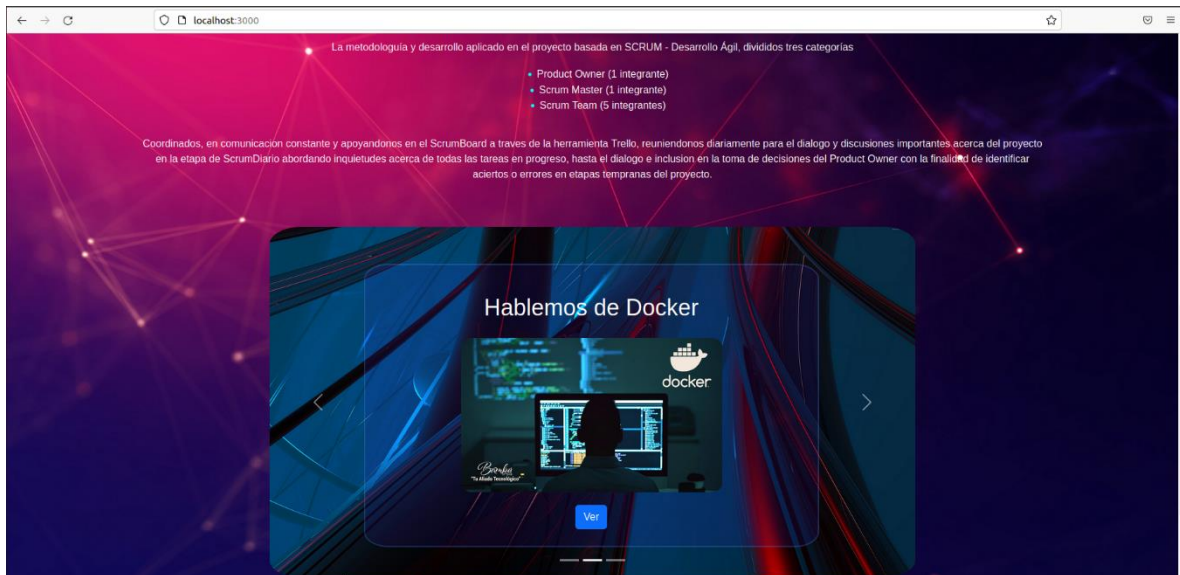 localhost:3000
La metodologuía y desarrollo aplicado en el proyecto basada en SCRUM - Desarrollo Ágil, divididos tres categorías
Product Owner (1 integrante)
Scrum Master (1 integrante)
Scrum Team (5 integrantes)
Coordinados, en comunicacion constante y apoyandonos en el ScrumBoard a traves de la herramienta Trello, reuniendonos diariamente para el dialogo y discusiones importantes acerca del proyecto
en la etapa de ScrumDiario abordando inquietudes acerca de todas las tareas en progreso, hasta el dialogo e inclusion en la toma de decisiones del Product Owner con la finalidad de identificar
aciertos o errores en etapas tempranas del proyecto.
Hablemos de Docker
docker
"Tu Aliado Tecnológico"
Ver